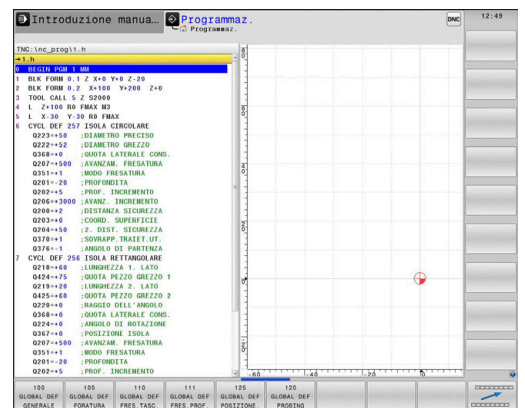 Introduzione manua…
Programmaz.
Programmaz.
DNC
12:49
TNC:\nc_prog\1.h
→1.h
0 BEGIN PGM 1 MM
1 BLK FORM 0.1 Z X+0 Y+0 Z-20
2 BLK FORM 0.2 X+100 Y+200 Z+0
3 TOOL CALL 5 Z S2000
4 L Z+100 R0 FMAX M3
5 L X-30 Y-30 R0 FMAX
6 CYCL DEF 257 ISOLA CIRCOLARE
Q223=+50 ;DIAMETRO PRECISO
Q222=+52 ;DIAMETRO GREZZO
Q368=+0 ;QUOTA LATERALE CONS.
Q207=+500 ;AVANZAM. FRESATURA
Q351=+1 ;MODO FRESATURA
Q201=-20 ;PROFONDITA
Q202=+5 ;PROF. INCREMENTO
Q206=+3000 ;AVANZ. INCREMENTO
Q200=+2 ;DISTANZA SICUREZZA
Q203=+0 ;COORD. SUPERFICIE
Q204=+50 ;2. DIST. SICUREZZA
Q370=+1 ;SOVRAPP.TRAIET.UT.
Q376=-1 ;ANGOLO DI PARTENZA
7 CYCL DEF 256 ISOLA RETTANGOLARE
Q218=+60 ;LUNGHEZZA 1. LATO
Q424=+75 ;QUOTA PEZZO GREZZO 1
Q219=+20 ;LUNGHEZZA 2. LATO
Q425=+60 ;QUOTA PEZZO GREZZO 2
Q220=+0 ;RAGGIO DELL'ANGOLO
Q368=+0 ;QUOTA LATERALE CONS.
Q224=+0 ;ANGOLO DI ROTAZIONE
Q367=+0 ;POSIZIONE ISOLA
Q207=+500 ;AVANZAM. FRESATURA
Q351=+1 ;MODO FRESATURA
Q201=-20 ;PROFONDITA
Q202=+5 ;PROF. INCREMENTO
-60 -40 -20 0
100 GLOBAL DEF GENERALE
105 GLOBAL DEF FORATURA
110 GLOBAL DEF FRES.TASC.
111 GLOBAL DEF FRES.PROF.
125 GLOBAL DEF POSIZIONE.
120 GLOBAL DEF PROBING